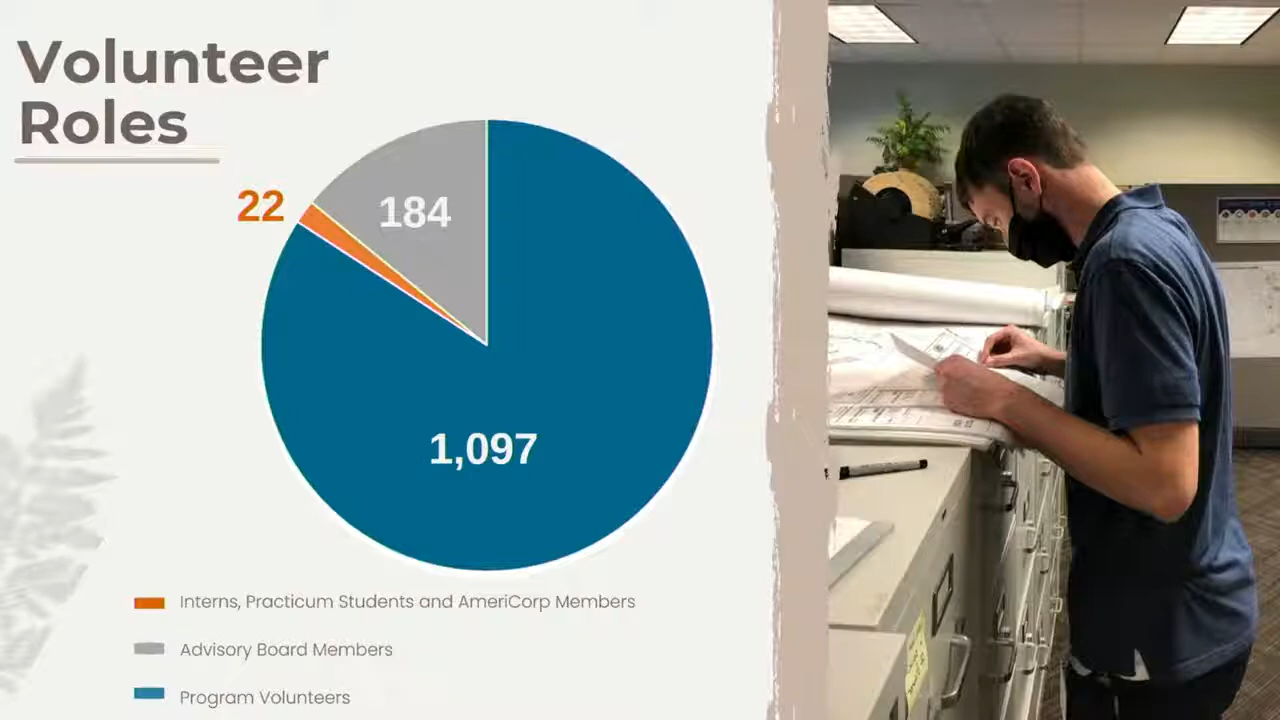 Volunteer
Roles
22
184
1,097
Interns, Practicum Students and AmeriCorp Members
Advisory Board Members
Program Volunteers